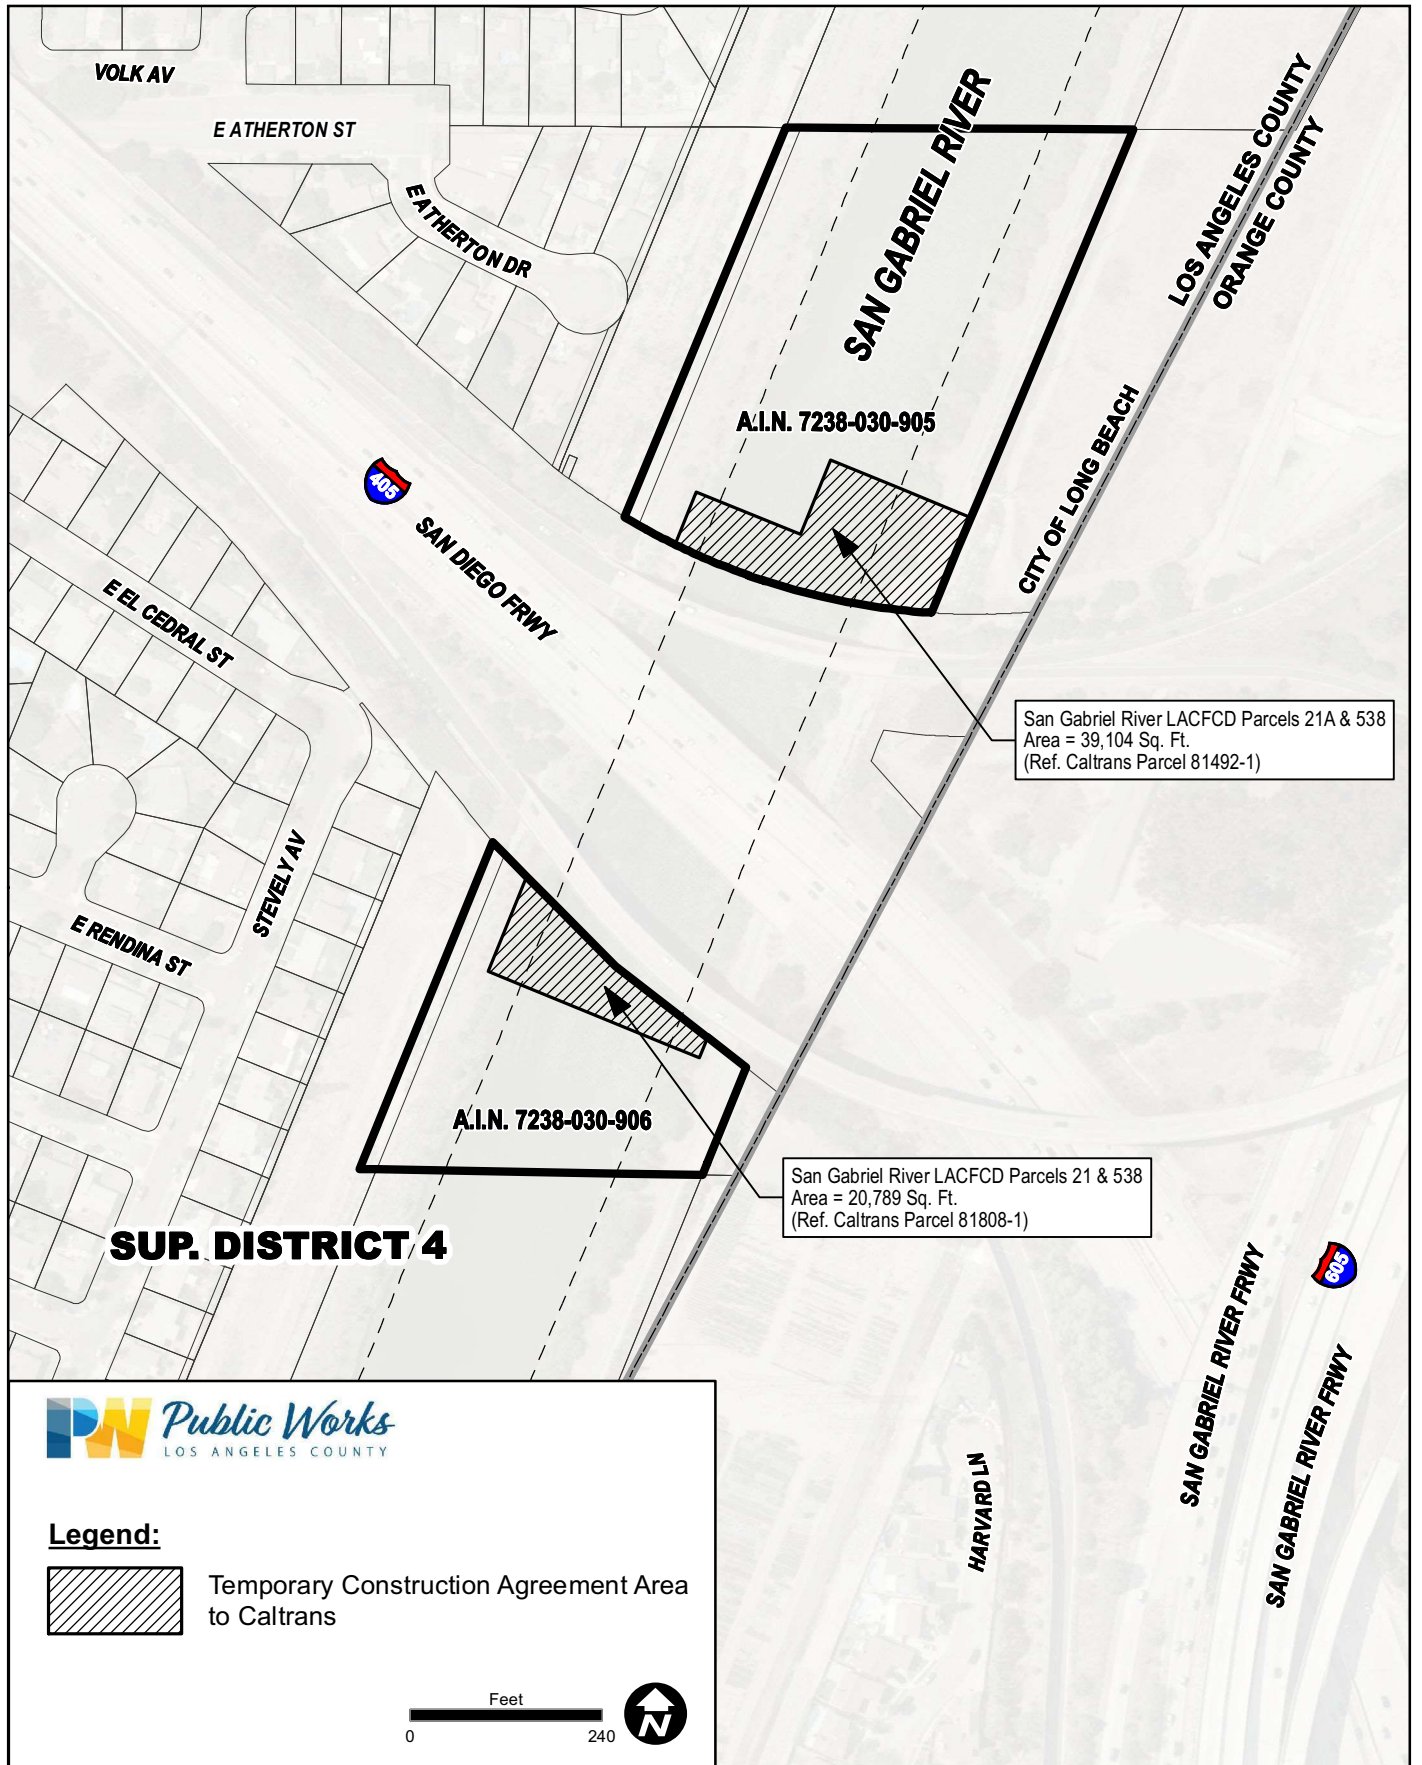 VOLK AV
E ATHERTON ST
E ATHERTON DR
SAN GABRIEL RIVER
LOS ANGELES COUNTY
ORANGE COUNTY
A.I.N. 7238-030-905
CITY OF LONG BEACH
405
SAN DIEGO FRWY
E EL CEDRAL ST
San Gabriel River LACFCD Parcels 21A & 538
Area = 39,104 Sq. Ft.
(Ref. Caltrans Parcel 81492-1)
STEVELY AV
E RENDINA ST
A.I.N. 7238-030-906
San Gabriel River LACFCD Parcels 21 & 538
Area = 20,789 Sq. Ft.
(Ref. Caltrans Parcel 81808-1)
SUP. DISTRICT 4
605
SAN GABRIEL RIVER FRWY
SAN GABRIEL RIVER FRWY
HARVARD LN
PW Public Works
LOS ANGELES COUNTY
Legend:
Temporary Construction Agreement Area
to Caltrans
Feet
0 240
N